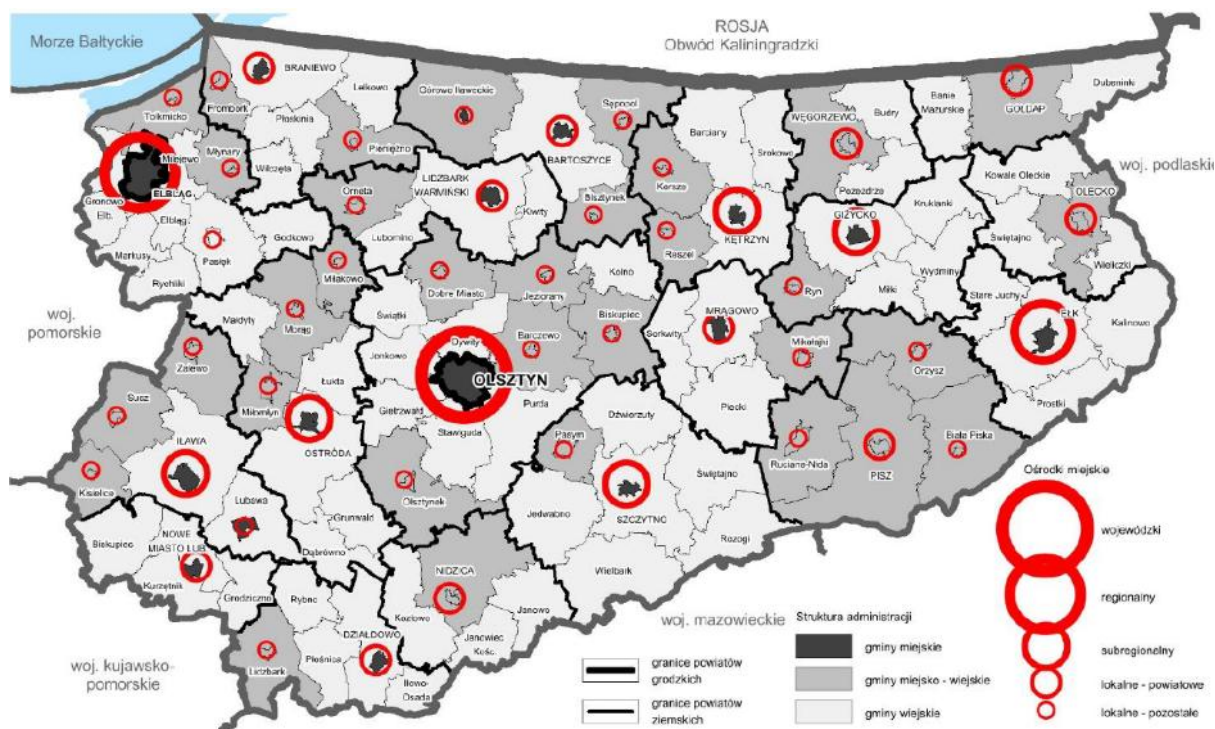 Morze Bałtyckie
ROSJA
Obwód Kaliningradzki
BRANIEWO
Lelkowo
Górowo Iławeckie
Sępopol
GOŁDAP
Dubeninki
Banie
Mazurskie
Frombork
Tolkmicko
Płoskinia
Pieniężno
Barciany
WĘGORZEWO
Budry
Srokowo
woj. podlaskie
Milejewo
Młynary
Wilczęta
BARTOSZYCE
Korsze
Pozezdrze
Kowale Oleckie
OLECKO
ELBLĄG
Gronowo
Elb.
Elbląg
Orneta
LIDZBARK
WARMIŃSKI
Kiwity
Bisztynek
KĘTRZYN
GIŻYCKO
Kruklanki
Świętajno
Wieliczki
Markusy
Pasłęk
Godkowo
Lubomino
Reszel
Rychliki
Miłakowo
Dobre Miasto
Jeziorany
Kolno
Ryn
Miłki
Wydminy
Stare Juchy
EŁK
Kalinowo
woj.
pomorskie
Małdyty
Morąg
Świątki
Dywity
Barczewo
Biskupiec
Sorkwity
MRĄGOWO
Mikołajki
Orzysz
Zalewo
Jonkowo
OLSZTYN
Prostki
Susz
Miłomłyn
Łukta
Gietrzwałd
Purda
Dźwierzuty
Piecki
Stawiguda
Pasym
Ruciane-Nida
PISZ
Biała Piska
IŁAWA
OSTRÓDA
Kisielice
Olsztynek
Świętajno
Ośrodki miejskie
Lubawa
Grunwald
Jedwabno
SZCZYTNO
wojewódzki
Biskupiec
NOWE
MIASTO LUB.
Dąbrówno
Rozogi
Kurzętnik
Grodziczno
NIDZICA
Wielbark
regionalny
Rybno
Kozłowo
Janowo
woj. mazowieckie
Struktura administracji
Lidzbark
Płośnica
DZIAŁDOWO
Janowiec
Kośc.
gminy miejskie
subregionalny
woj. kujawsko-
pomorskie
Iłowo-
Osada
granice powiatów
grodzkich
gminy miejsko - wiejskie
lokalne - powiatowe
granice powiatów
ziemskich
gminy wiejskie
lokalne - pozostałe